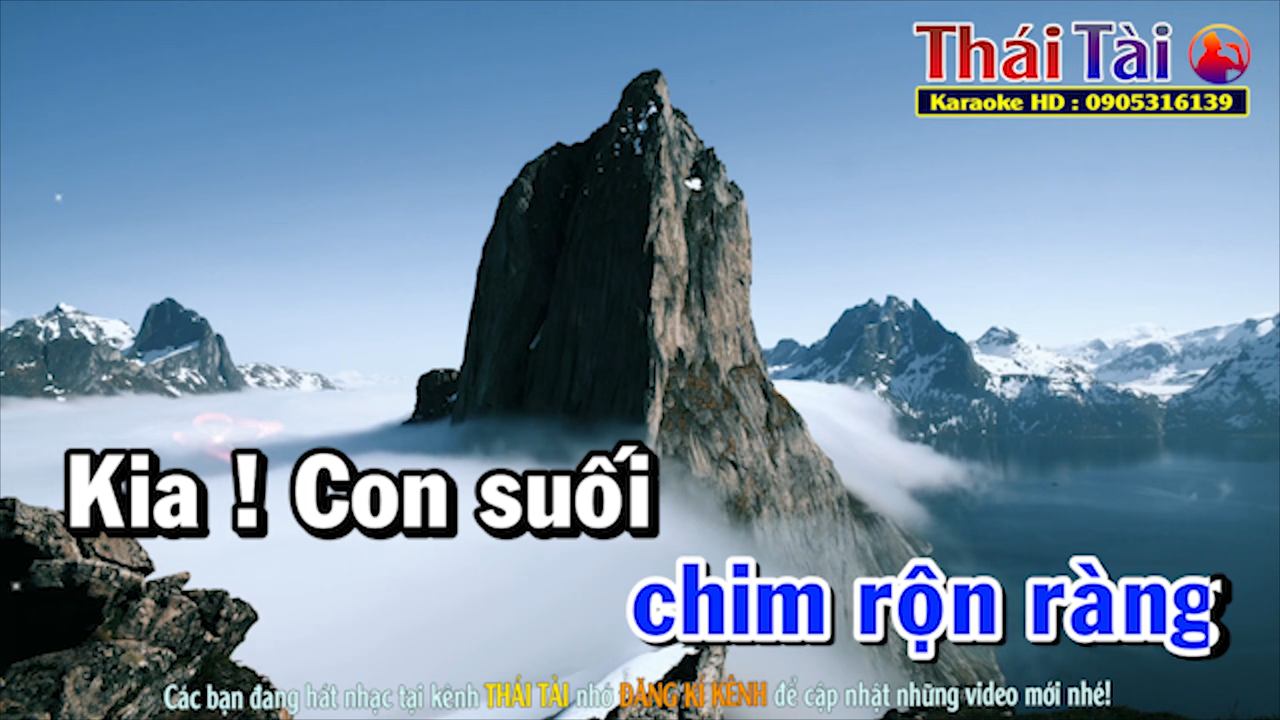 Thái Tài
Karaoke HD : 0905316139
Kia ! Con suối
chim rộn ràng
Các bạn đang hát nhạc tại kênh THÁI TÀI nhớ ĐĂNG KÍ KÊNH để cập nhật những video mới nhé!